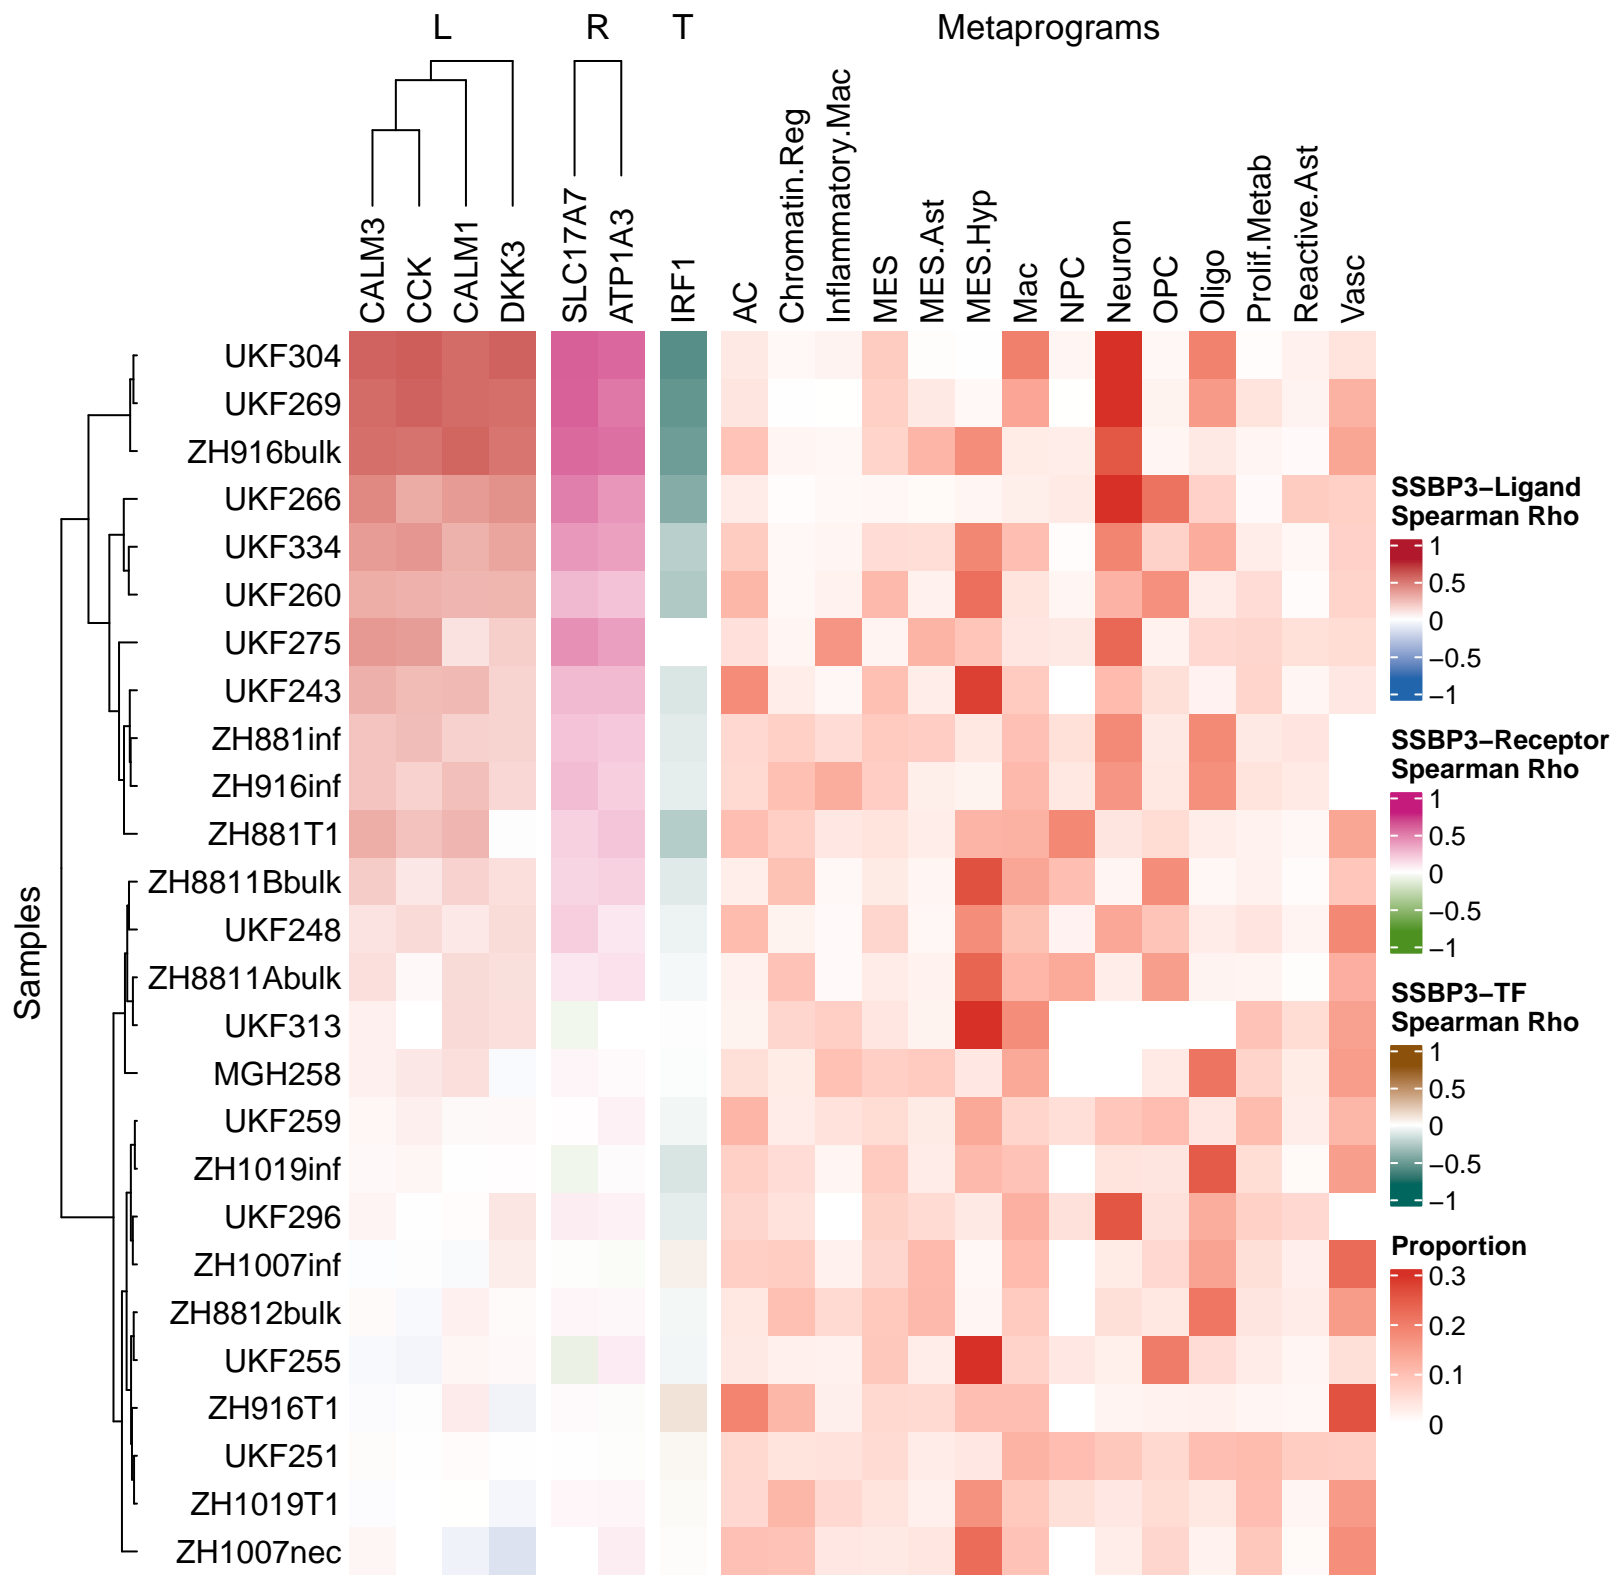 L R T Metaprograms
CALM3
CCK
CALM1
DKK3
SLC17A7
ATP1A3
IRF1
AC
Chromatin.Reg
Inflammatory.Mac
MES
MES.Ast
MES.Hyp
Mac
NPC
Neuron
OPC
Oligo
Prolif.Metab
Reactive.Ast
Vasc
Samples
UKF304
UKF269
ZH916bulk
UKF266
UKF334
UKF260
UKF275
UKF243
ZH881inf
ZH916inf
ZH881T1
ZH8811Bbulk
UKF248
ZH8811Abulk
UKF313
MGH258
UKF259
ZH1019inf
UKF296
ZH1007inf
ZH8812bulk
UKF255
ZH916T1
UKF251
ZH1019T1
ZH1007nec
SSBP3−Ligand
Spearman Rho
1
0.5
0
−0.5
−1
SSBP3−Receptor
Spearman Rho
1
0.5
0
−0.5
−1
SSBP3−TF
Spearman Rho
1
0.5
0
−0.5
−1
Proportion
0.3
0.2
0.1
0